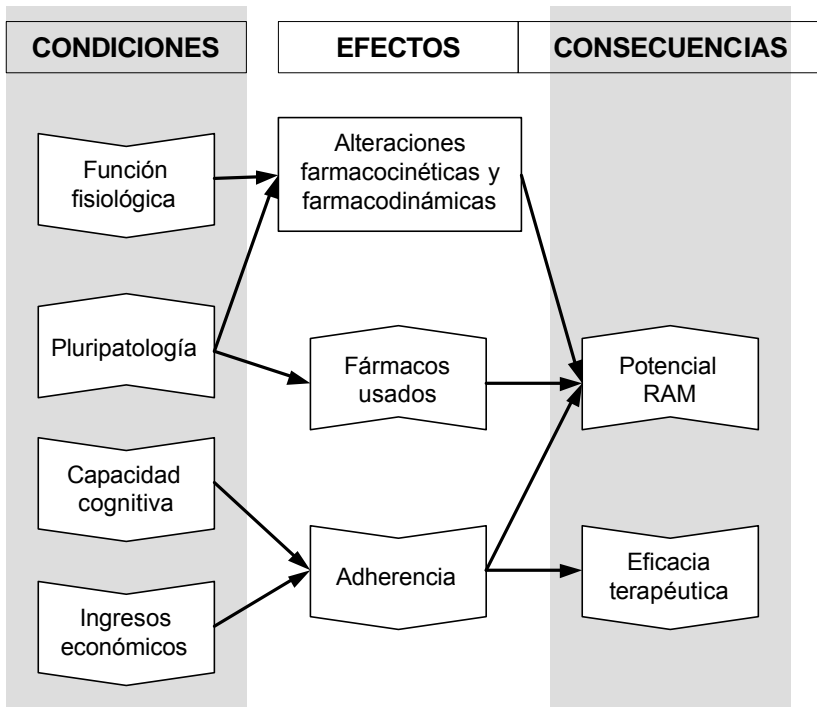 CONDICIONES
EFECTOS
CONSECUENCIAS
Función
fisiológica
Alteraciones
farmacocinéticas y
farmacodinámicas
Pluripatología
Fármacos
usados
Potencial
RAM
Capacidad
cognitiva
Adherencia
Eficacia
terapéutica
Ingresos
económicos